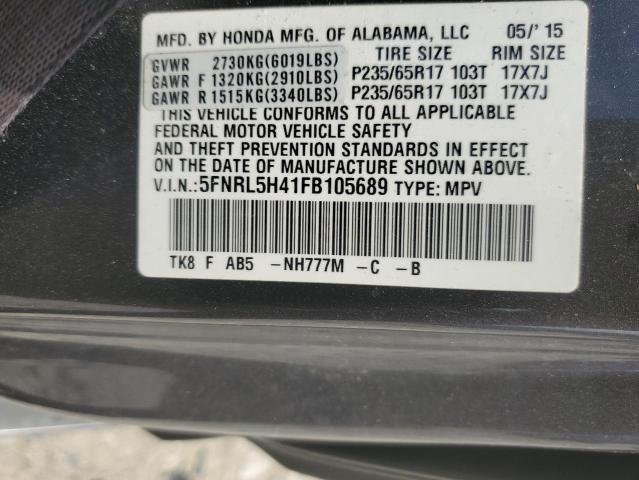 MFD. BY HONDA MFG. OF ALABAMA, LLC 05/'15
TIRE SIZE RIM SIZE
GVWR 2730KG(6019LBS)
GAWR F 1320KG(2910LBS) P235/65R17 103T 17X7J
GAWR R 1515KG(3340LBS) P235/65R17 103T 17X7J
THIS VEHICLE CONFORMS TO ALL APPLICABLE
FEDERAL MOTOR VEHICLE SAFETY
AND THEFT PREVENTION STANDARDS IN EFFECT
ON THE DATE OF MANUFACTURE SHOWN ABOVE.
V.I.N.:5FNRL5H41FB105689 TYPE: MPV
TK8 F AB5 -NH777M -C -B